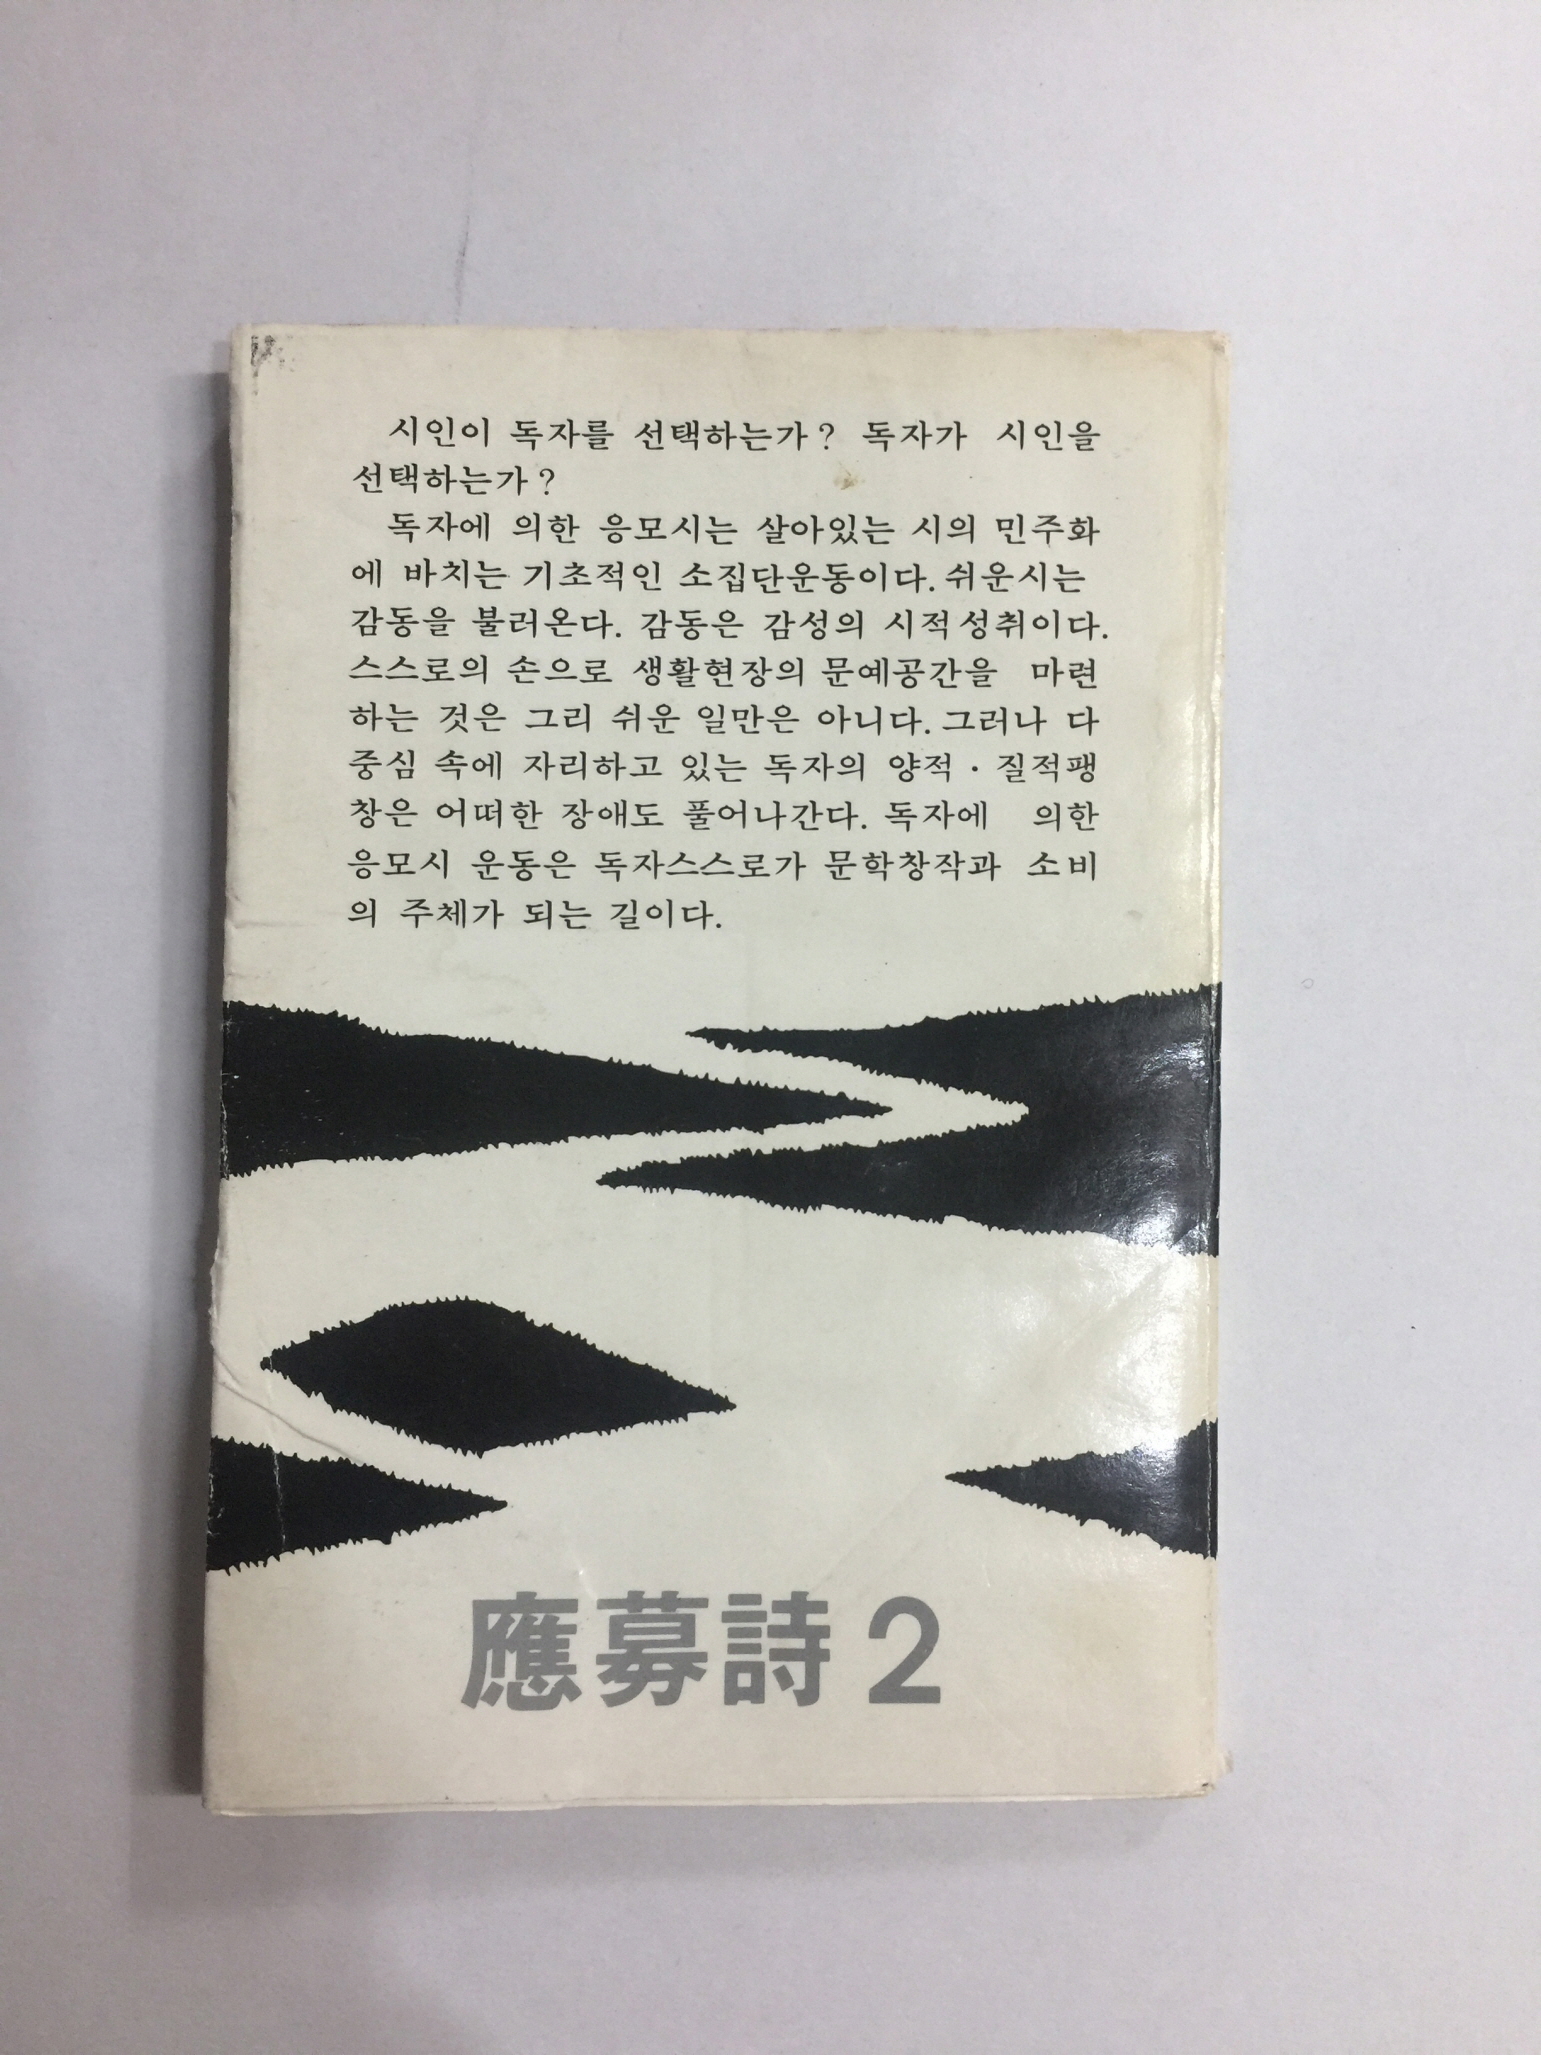 시인이 독자를 선택하는가? 독자가 시인을
선택하는가?
독자에 의한 응모시는 살아있는 시의 민주화
에 바치는 기초적인 소집단운동이다. 쉬운시는
감동을 불러온다. 감동은 감성의 시적성취이다.
스스로의 손으로 생활현장의 문예공간을 마련
하는 것은 그리 쉬운 일만은 아니다. 그러나 다
중심 속에 자리하고 있는 독자의 양적·질적팽
창은 어떠한 장애도 풀어나간다. 독자에 의한
응모시 운동은 독자스스로가 문학창작과 소비
의 주체가 되는 길이다.
應募詩2